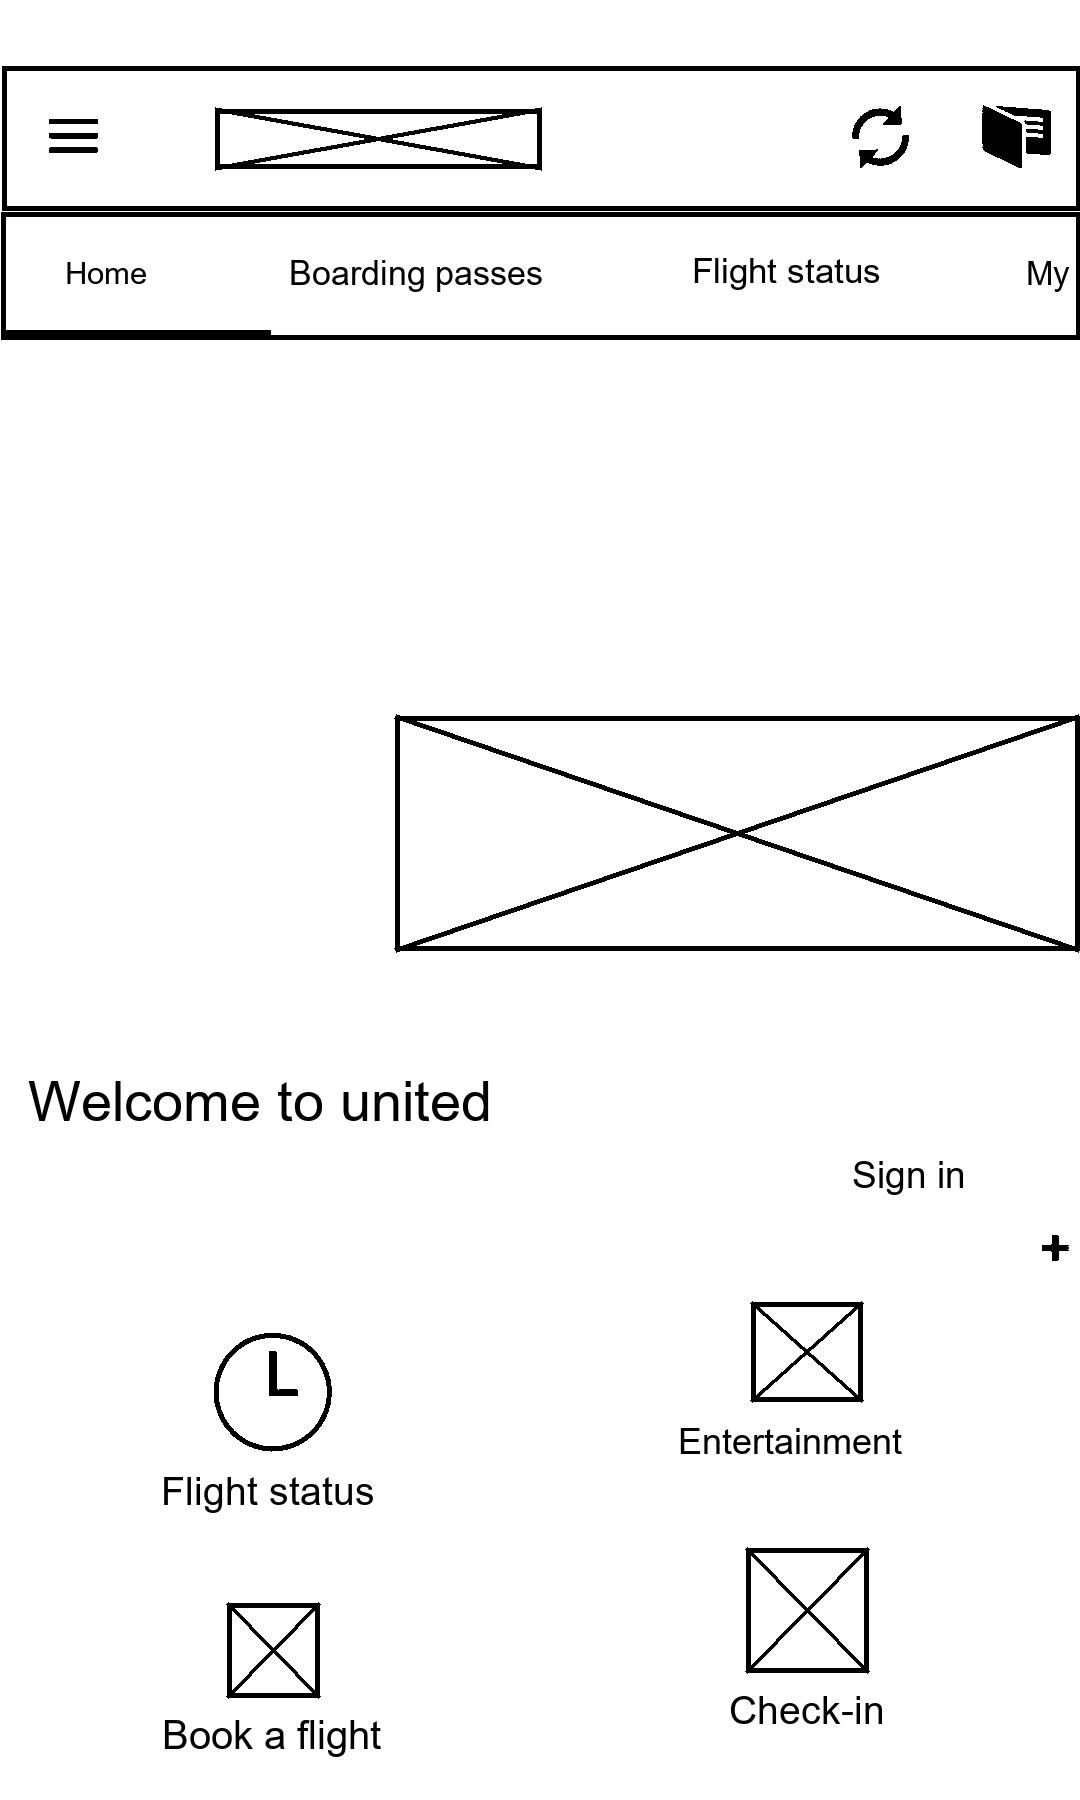 Home
Boarding passes
Flight status
My
Welcome to united
Sign in
Flight status
Entertainment
Book a flight
Check-in